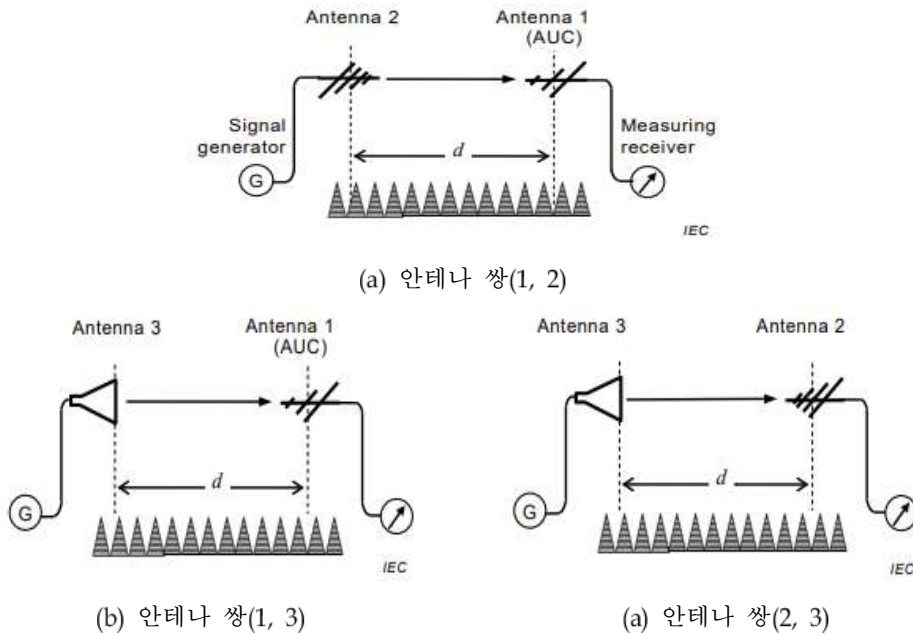 Antenna 2
Antenna 1
(AUC)
Signal
generator
d
Measuring
receiver
G
IEC
(a) 안테나 쌍(1, 2)
Antenna 3
Antenna 1
(AUC)
d
G
IEC
(b) 안테나 쌍(1, 3)
Antenna 3
Antenna 2
d
G
IEC
(a) 안테나 쌍(2, 3)